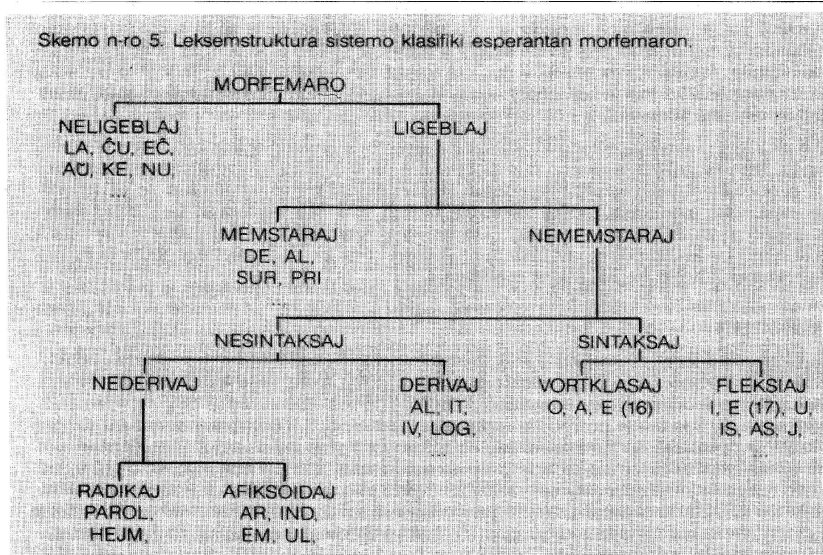 Skemo n-ro 5. Leksemstruktura sistemo klasifiki esperantan morfemaron.
MORFEMARO
NELIGEBLAJ
LA, ĈU, EĈ,
AŬ, KE, NU,
...
LIGEBLAJ
MEMSTARAJ
DE, AL,
SUR, PRI
...
NEMEMSTARAJ
NESINTAKSAJ
SINTAKSAJ
NEDERIVAJ
DERIVAJ
AL, IT,
IV, LOG,
...
VORTKLASAJ
O, A, E (16)
FLEKSIAJ
I, E (17), U,
IS, AS, J,
...
RADIKAJ
PAROL,
HEJM,
AFIKSOIDAJ
AR, IND,
EM, UL,